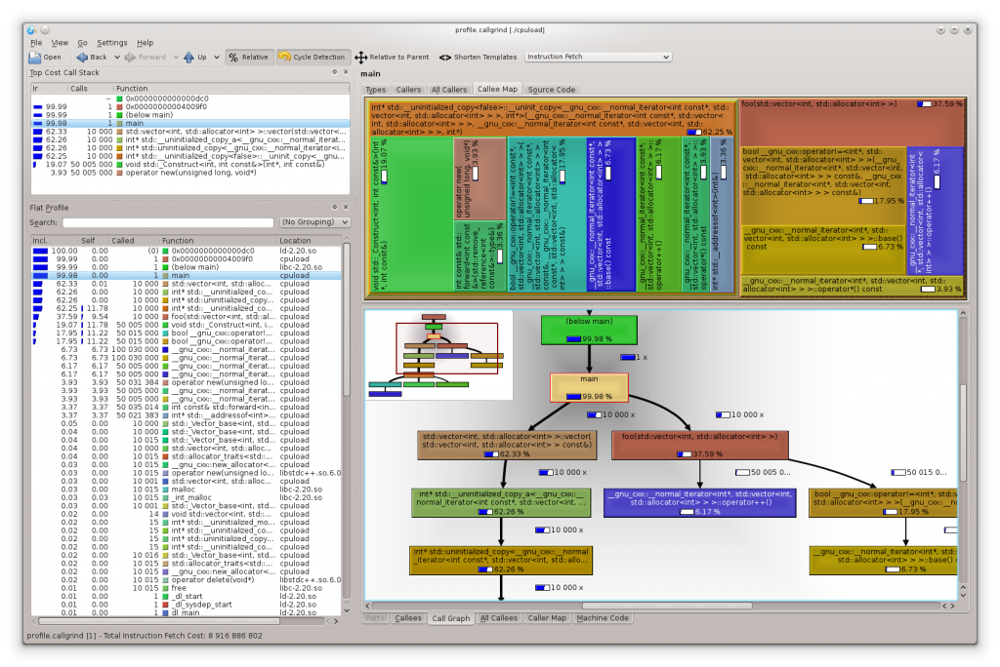 profile.callgrind [./cpuload]
File View Go Settings Help
Open Back Forward Up % Relative Cycle Detection Relative to Parent <> Shorten Templates Instruction Fetch
Top Cost Call Stack
Ir Calls Function
-- 0x0000000000000dc0
99.99 1 0x00000000004009f0
99.99 1 (below main)
99.98 1 main
62.33 10 000 std::vector<int, std::allocator<int> >::vector(std::vector<...
62.26 10 000 int* std::__uninitialized_copy_a<__gnu_cxx::__normal_itera...
62.26 10 000 int* std::uninitialized_copy<__gnu_cxx::__normal_iterator<i...
62.25 10 000 int* std::__uninitialized_copy<false>::__uninit_copy<__gnu...
19.07 50 005 000 void std::_Construct<int, int const&>(int*, int const&)
3.93 50 005 000 operator new(unsigned long, void*)
Flat Profile
Search: (No Grouping)
Incl. Self Called Function Location
100.00 0.00 (0) 0x0000000000000dc0 ld-2.20.so
99.99 0.00 1 0x00000000004009f0 cpuload
99.99 0.00 1 (below main) libc-2.20.so
99.98 0.00 1 main cpuload
62.33 0.01 10 000 std::vector<int, std::alloc... cpuload
62.26 0.00 10 000 int* std::__uninitialized_co... cpuload
62.26 0.00 10 000 int* std::uninitialized_cop... cpuload
62.25 11.78 10 000 int* std::__uninitialized_co... cpuload
37.59 9.54 10 000 foo(std::vector<int, std::al... cpuload
19.07 11.78 50 005 000 void std::_Construct<int, i... cpuload
17.95 11.22 50 015 000 bool __gnu_cxx::operator!... cpuload
17.95 11.22 50 015 000 bool __gnu_cxx::operator!... cpuload
6.73 6.73 100 030 000 __gnu_cxx::__normal_iterat... cpuload
6.73 6.73 100 030 000 __gnu_cxx::__normal_iterat... cpuload
6.17 6.17 50 005 000 __gnu_cxx::__normal_iterat... cpuload
6.17 6.17 50 005 000 __gnu_cxx::__normal_iterat... cpuload
3.93 3.93 50 031 384 operator new(unsigned lo... cpuload
3.93 3.93 50 005 000 __gnu_cxx::__normal_iterat... cpuload
3.93 3.93 50 005 000 __gnu_cxx::__normal_iterat... cpuload
3.37 3.37 50 035 014 int const& std::forward<in... cpuload
3.37 3.37 50 021 383 int* std::__addressof<int>... cpuload
0.05 0.00 10 000 std::_Vector_base<int, std... cpuload
0.04 0.00 10 000 std::_Vector_base<int, std... cpuload
0.04 0.00 10 015 std::_Vector_base<int, std... cpuload
0.04 0.00 10 015 std::allocator_traits<std::... cpuload
0.03 0.00 10 015 __gnu_cxx::new_allocator<... cpuload
0.03 0.00 10 015 operator new(unsigned lo... libstdc++.so.6.0
0.03 0.00 10 003 std::vector<int, std::alloc... cpuload
0.03 0.00 10 015 malloc libc-2.20.so
0.03 0.03 10 015 _int_malloc libc-2.20.so
0.03 0.00 10 001 std::_Vector_base<int, std... cpuload
0.02 0.00 14 void std::vector<int, std::... cpuload
0.02 0.00 15 int* std::__uninitialized_mo... cpuload
0.02 0.00 15 int* std::__uninitialized_co... cpuload
0.02 0.00 15 int* std::uninitialized_copy... cpuload
0.02 0.00 15 int* std::__uninitialized_co... cpuload
0.02 0.00 10 016 std::_Vector_base<int, std... cpuload
0.02 0.00 10 015 std::allocator_traits<std::... cpuload
0.02 0.00 10 015 __gnu_cxx::new_allocator<... cpuload
0.02 0.00 10 015 operator delete(void*) libstdc++.so.6.0
0.01 0.01 10 015 free libc-2.20.so
0.01 0.00 1 _dl_start ld-2.20.so
0.01 0.00 1 _dl_sysdep_start ld-2.20.so
0.01 0.00 1 dl_main ld-2.20.so
main
Types Callers All Callers Callee Map Source Code
int* std::__uninitialized_copy<false>::__uninit_copy<__gnu_cxx::__normal_iterator<int const*,
std::vector<int, std::allocator<int> > >, int*>(__gnu_cxx::__normal_iterator<int const*, std::vector<int,
std::allocator<int> > >, __gnu_cxx::__normal_iterator<int const*, std::vector<int,
std::allocator<int> > >, int*)
62.25 %
void std::_Construct<int, int const&>(int
*, int const&)
19.07 %
operator new(
unsigned long, void*)
3.93 %
int const& std::
forward<int const
&>(std::remove_
reference<int
const&>::type&)
3.36 %
bool __gnu_cxx::operator!=<int const*,
std::vector<int, std::allocator<int> > >(
__gnu_cxx::__normal_iterator<int const*,
std::vector<int, std::allocator<int> > >
const&, __gnu_cxx::__normal_iterator<int
const*, std::vector<int, std::allocator<int>
> > const&)
17.95 %
__gnu_cxx::__normal_iterator<int const*,
std::vector<int, std::allocator<int> > >
::base() const
6.73 %
__gnu_cxx::__normal_iterator<int const*,
std::vector<int, std::allocator<int> > >::
operator++()
6.17 %
__gnu_cxx::__normal_iterator<int const*,
std::vector<int, std::allocator<int> > >::
operator*() const
3.93 %
int* std::__addressof<int>(int&)
3.36 %
foo(std::vector<int, std::allocator<int> >)
37.59 %
bool __gnu_cxx::operator!=<int*, std::
vector<int, std::allocator<int> > >(__gnu_
cxx::__normal_iterator<int*, std::vector<int,
std::allocator<int> > > const&, __gnu_cxx::
__normal_iterator<int*, std::vector<int, std::
allocator<int> > > const&)
17.95 %
__gnu_cxx::__normal_iterator<int*, std::
vector<int, std::allocator<int> > >::base()
const
6.73 %
__gnu_cxx::__normal_iterator<int*,
std::vector<int, std::allocator<int>
> >::operator++()
6.17 %
__gnu_cxx::__normal_iterator<int*, std::vector<int, std::
allocator<int> > >::operator*() const
3.93 %
(below main)
99.98 %
1 x
main
99.98 %
10 000 x
10 000 x
std::vector<int, std::allocator<int> >::vector(
std::vector<int, std::allocator<int> > const&)
62.33 %
foo(std::vector<int, std::allocator<int> >)
37.59 %
10 000 x
50 005 0...
50 015 0...
int* std::__uninitialized_copy_a<__gnu_cxx::__
normal_iterator<int const*, std::vector<int, ...
62.26 %
__gnu_cxx::__normal_iterator<int*, std::vector<int,
std::allocator<int> > >::operator++()
6.17 %
bool __gnu_cxx::operator!=<int*, st
allocator<int> > >(__gnu_cxx::__n
17.95 %
10 000 x
int* std::uninitialized_copy<__gnu_cxx::__normal
_iterator<int const*, std::vector<int, std::allo...
62.26 %
__gnu_cxx::__normal_iterator<int*, std
std::allocator<int> > >::base() co
6.73 %
10 000 x
Parts Callees Call Graph All Callees Caller Map Machine Code
profile.callgrind [1] - Total Instruction Fetch Cost: 8 916 886 802